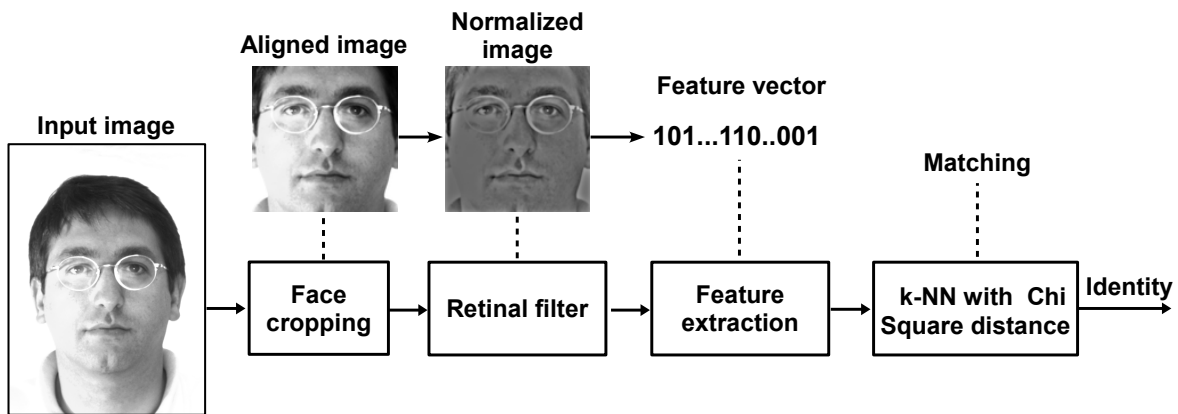 Input image
Aligned image
Normalized
image
Feature vector
101...110..001
Matching
Face
cropping
Retinal filter
Feature
extraction
k-NN with Chi
Square distance
Identity